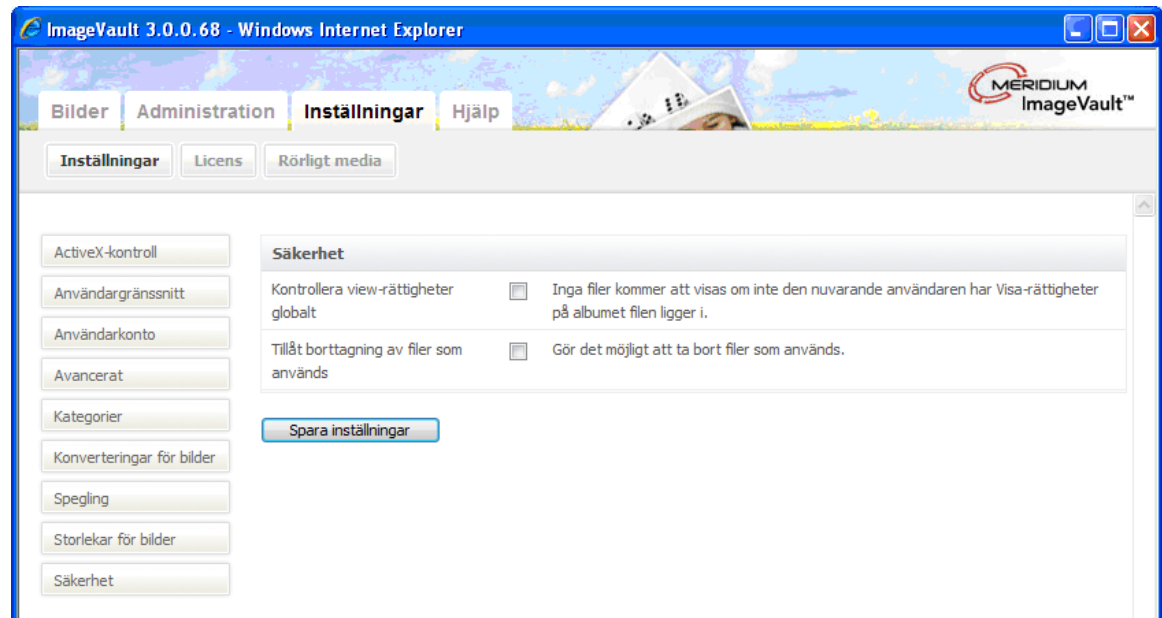 ImageVault 3.0.0.68 - Windows Internet Explorer
MERIDIUM
ImageVault™
Bilder Administration Inställningar Hjälp
Inställningar Licens Rörligt media
ActiveX-kontroll
Användargränssnitt
Användarkonto
Avancerat
Kategorier
Konverteringar för bilder
Spegling
Storlekar för bilder
Säkerhet
Säkerhet
Kontrollera view-rättigheter
globalt
Inga filer kommer att visas om inte den nuvarande användaren har Visa-rättigheter
på albumet filen ligger i.
Tillåt borttagning av filer som
används
Gör det möjligt att ta bort filer som används.
Spara inställningar